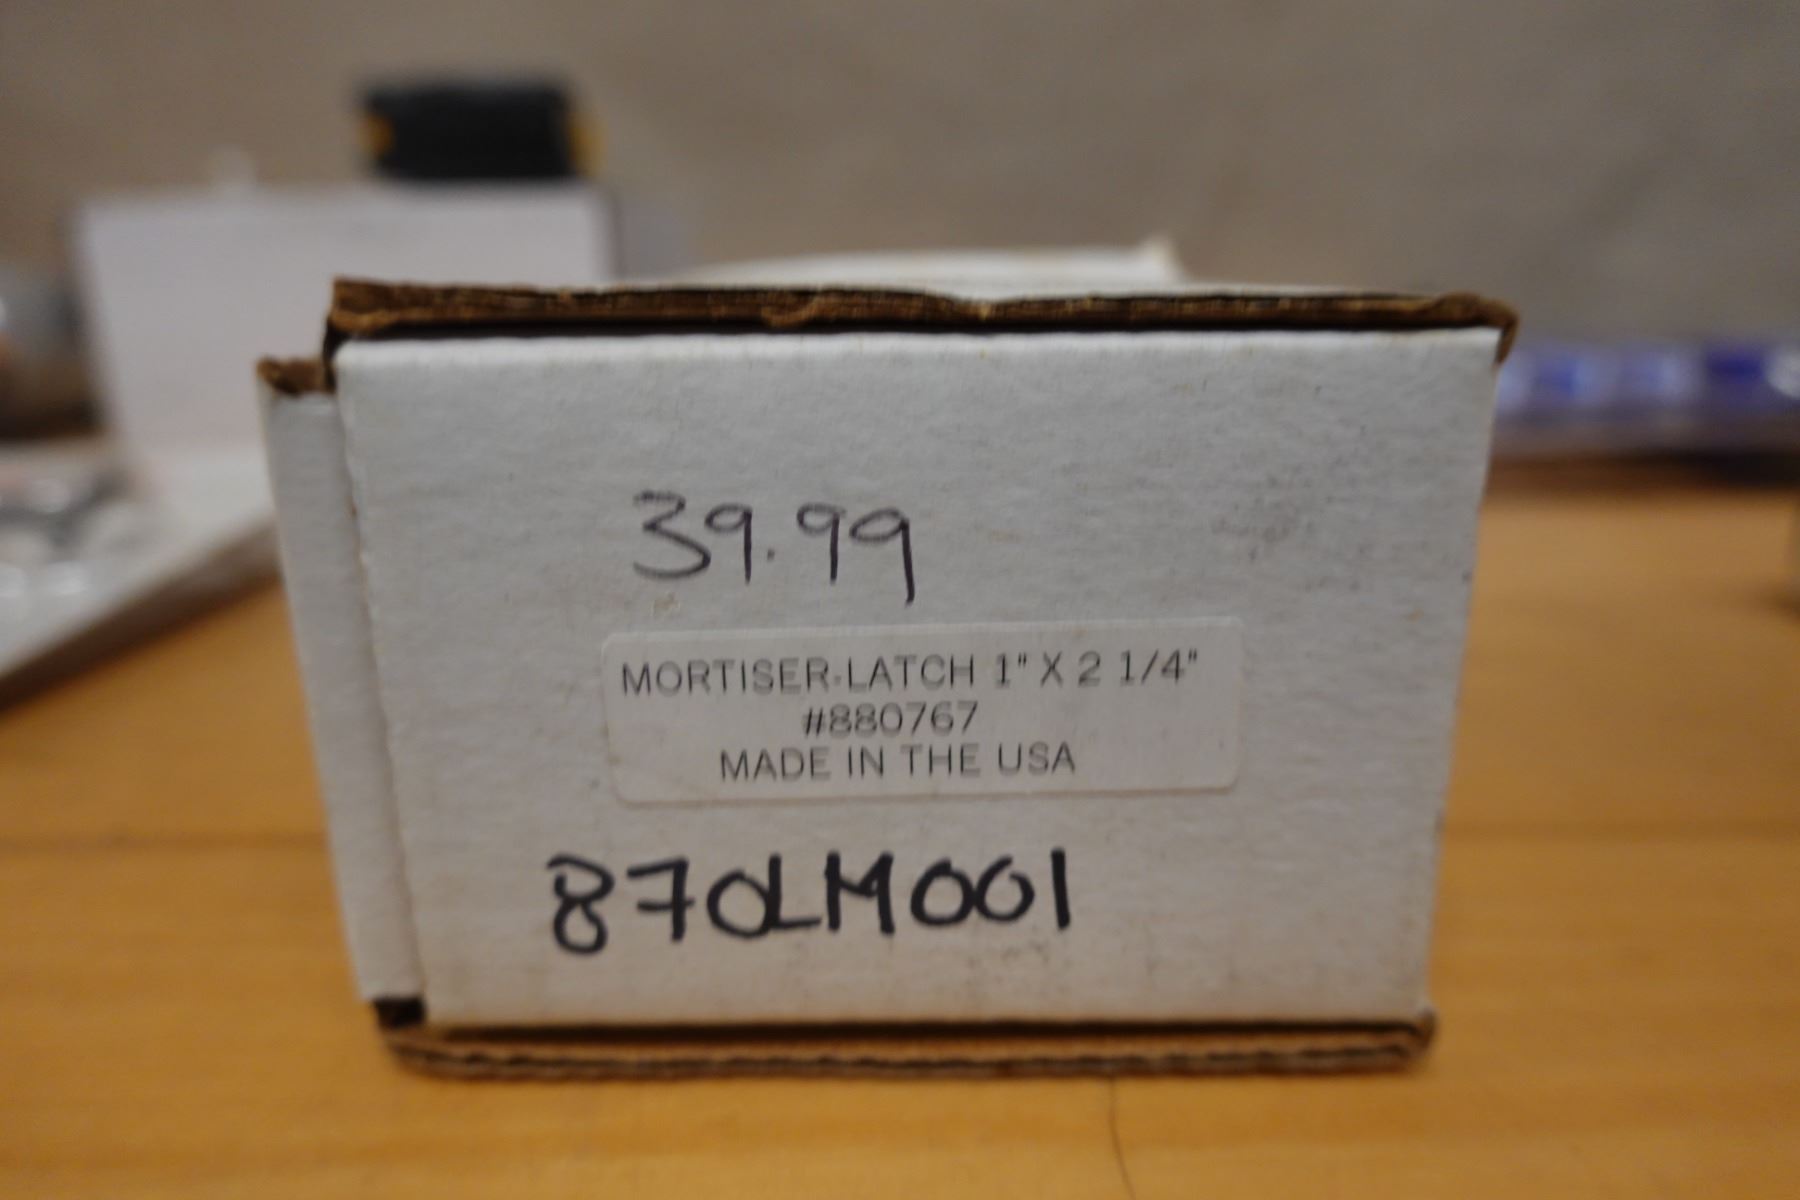 39.99
MORTISER-LATCH 1" X 2 1/4"
#880767
MADE IN THE USA
870LM001